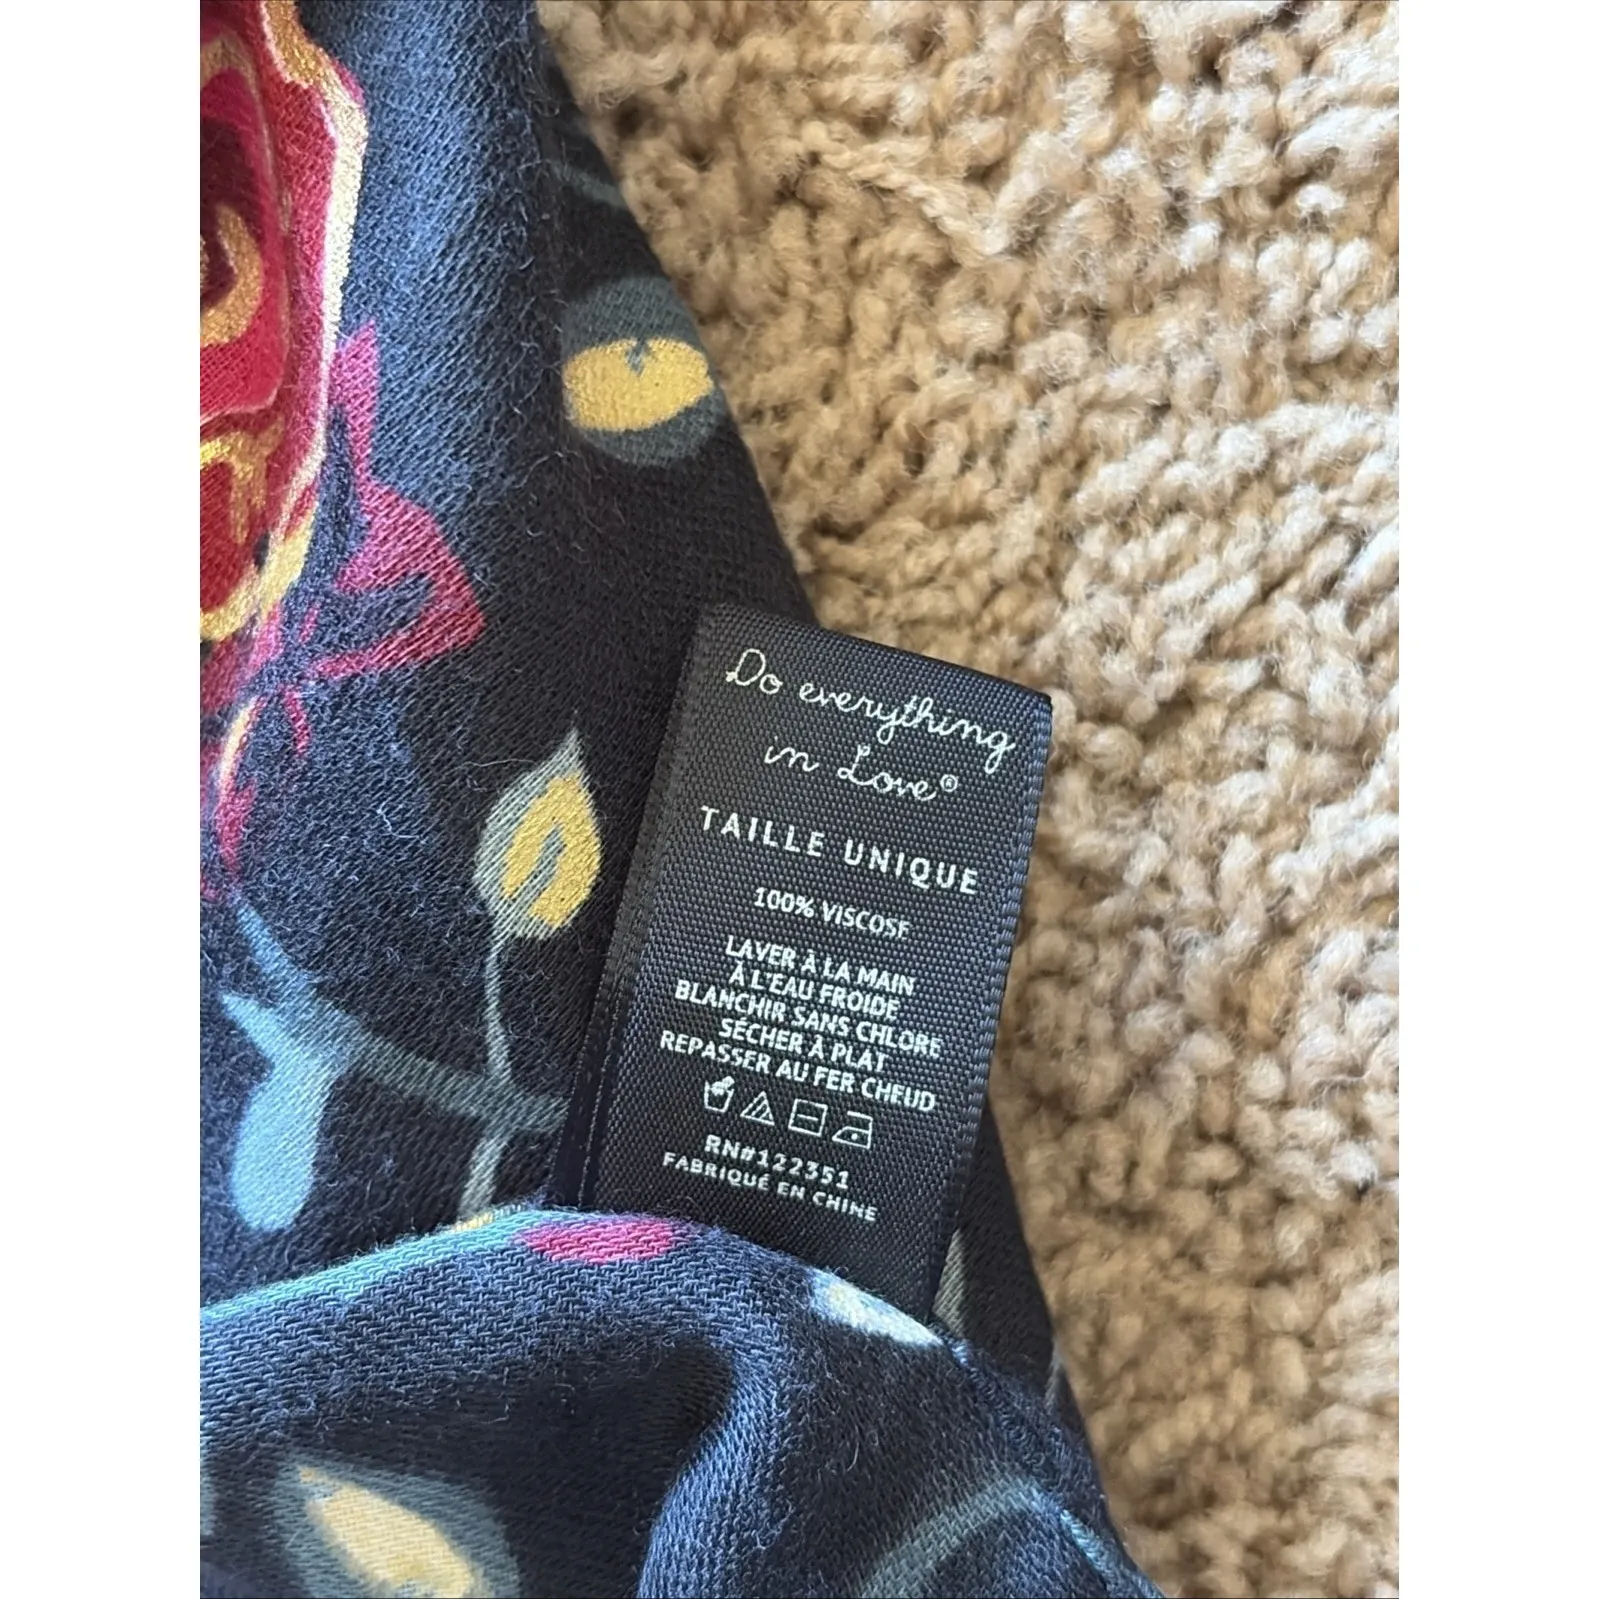 Do everything
in Love®
TAILLE UNIQUE
100% VISCOSE
LAVER À LA MAIN
À L'EAU FROIDE
BLANCHIR SANS CHLORE
SÉCHER À PLAT
REPASSER AU FER CHEUD
RN#122351
FABRIQUÉ EN CHINE